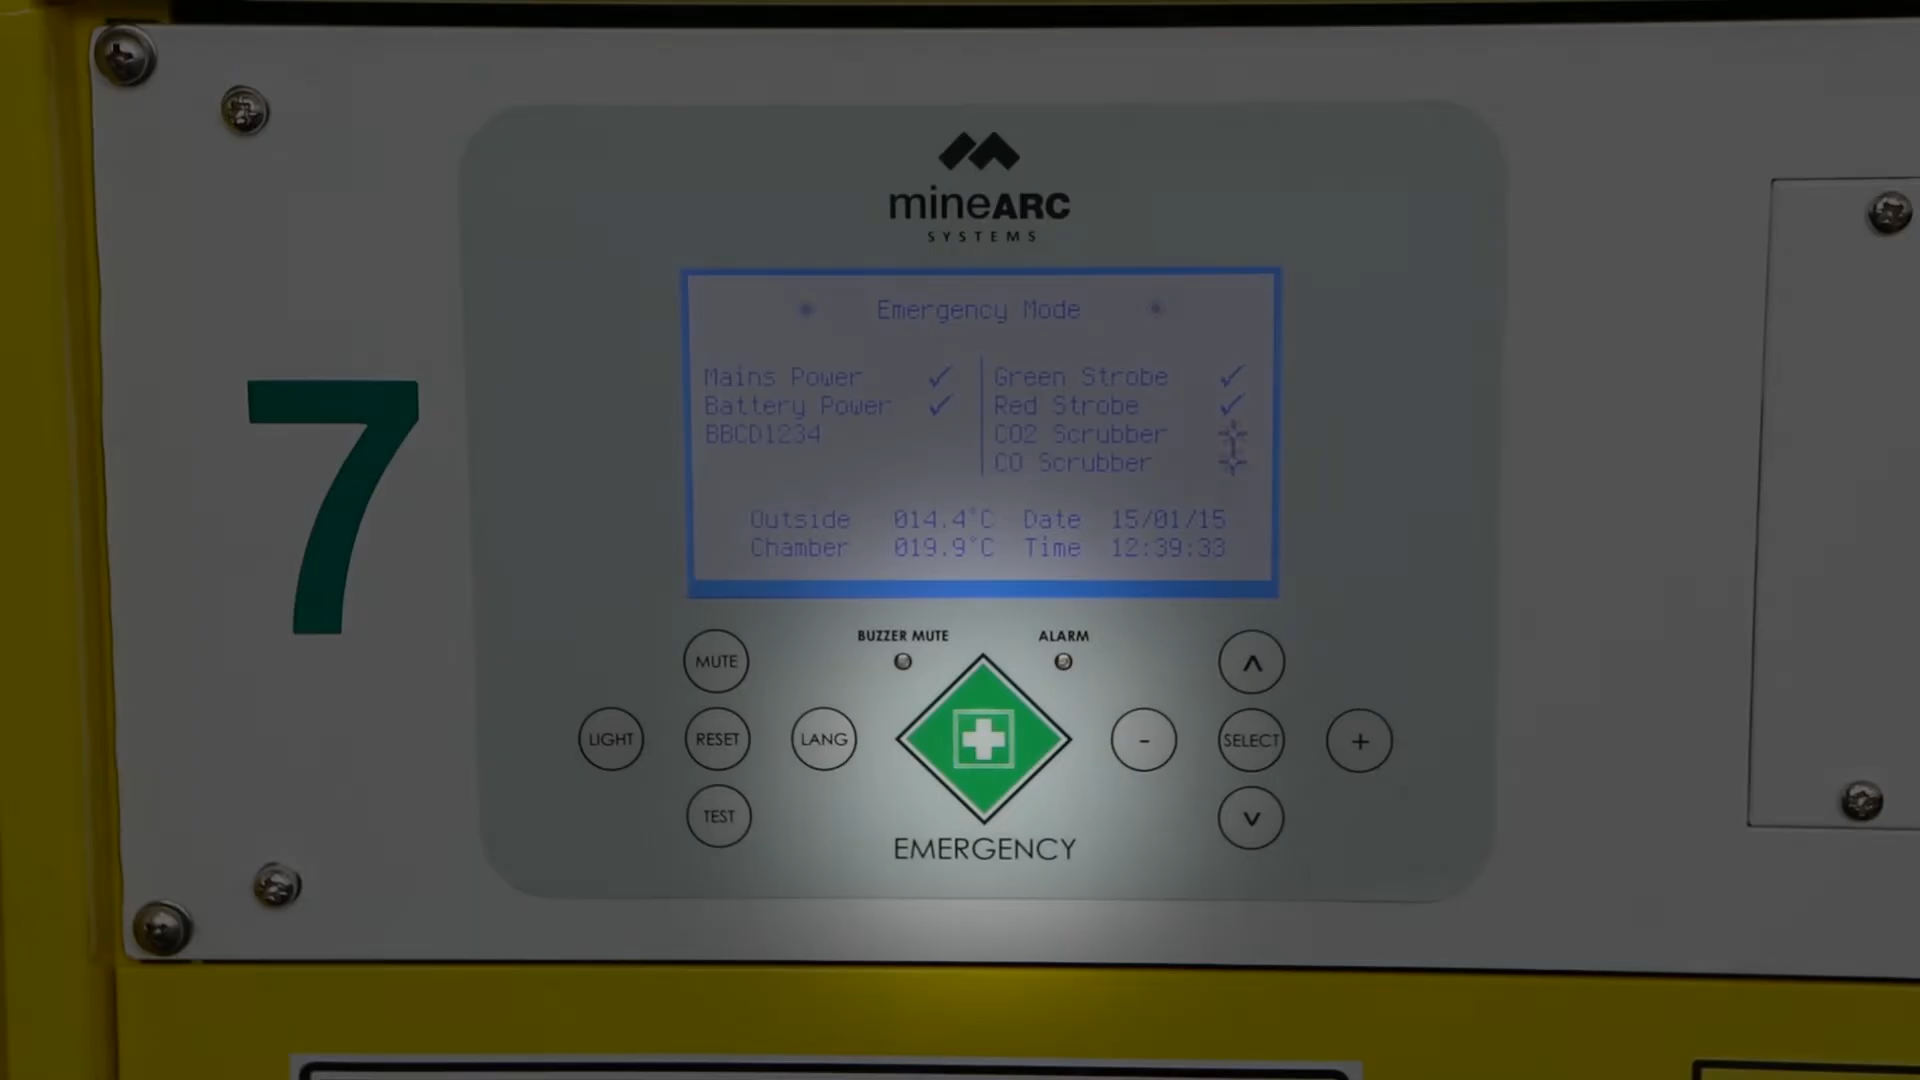 mineARC
SYSTEMS
Emergency Mode
Mains Power ✓ Green Strobe ✓
Battery Power ✓ Red Strobe ✓
BBCD1234 CO2 Scrubber
CO Scrubber
Outside 014.4°C Date 15/01/15
Chamber 019.9°C Time 12:39:33
7
BUZZER MUTE ALARM
MUTE ∧
LIGHT RESET LANG - SELECT +
TEST ∨
EMERGENCY